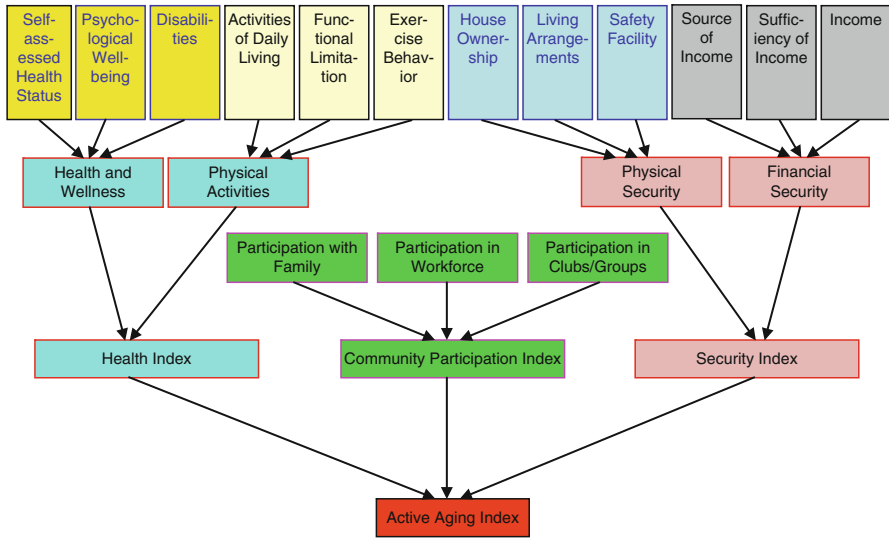 Self-
ass-
essed
Health
Status
Psycho-
logical
Well-
being
Disabili-
ties
Activities
of Daily
Living
Func-
tional
Limita-
tion
Exer-
cise
Behav-
ior
House
Owner-
ship
Living
Arrange-
ments
Safety
Facility
Source
of
Income
Suffic-
iency of
Income
Income
Health and
Wellness
Physical
Activities
Physical
Security
Financial
Security
Participation with
Family
Participation in
Workforce
Participation in
Clubs/Groups
Health Index
Community Participation Index
Security Index
Active Aging Index